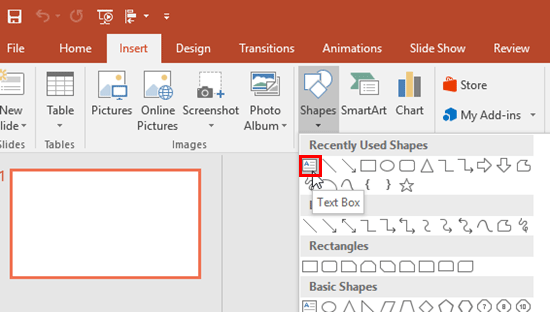 File Home Insert Design Transitions Animations Slide Show Review
New Slide Table Pictures Online Pictures Screenshot Photo Album Shapes SmartArt Chart Store
My Add-ins
Slides Tables Images
Recently Used Shapes
1
Text Box
Rectangles
Basic Shapes